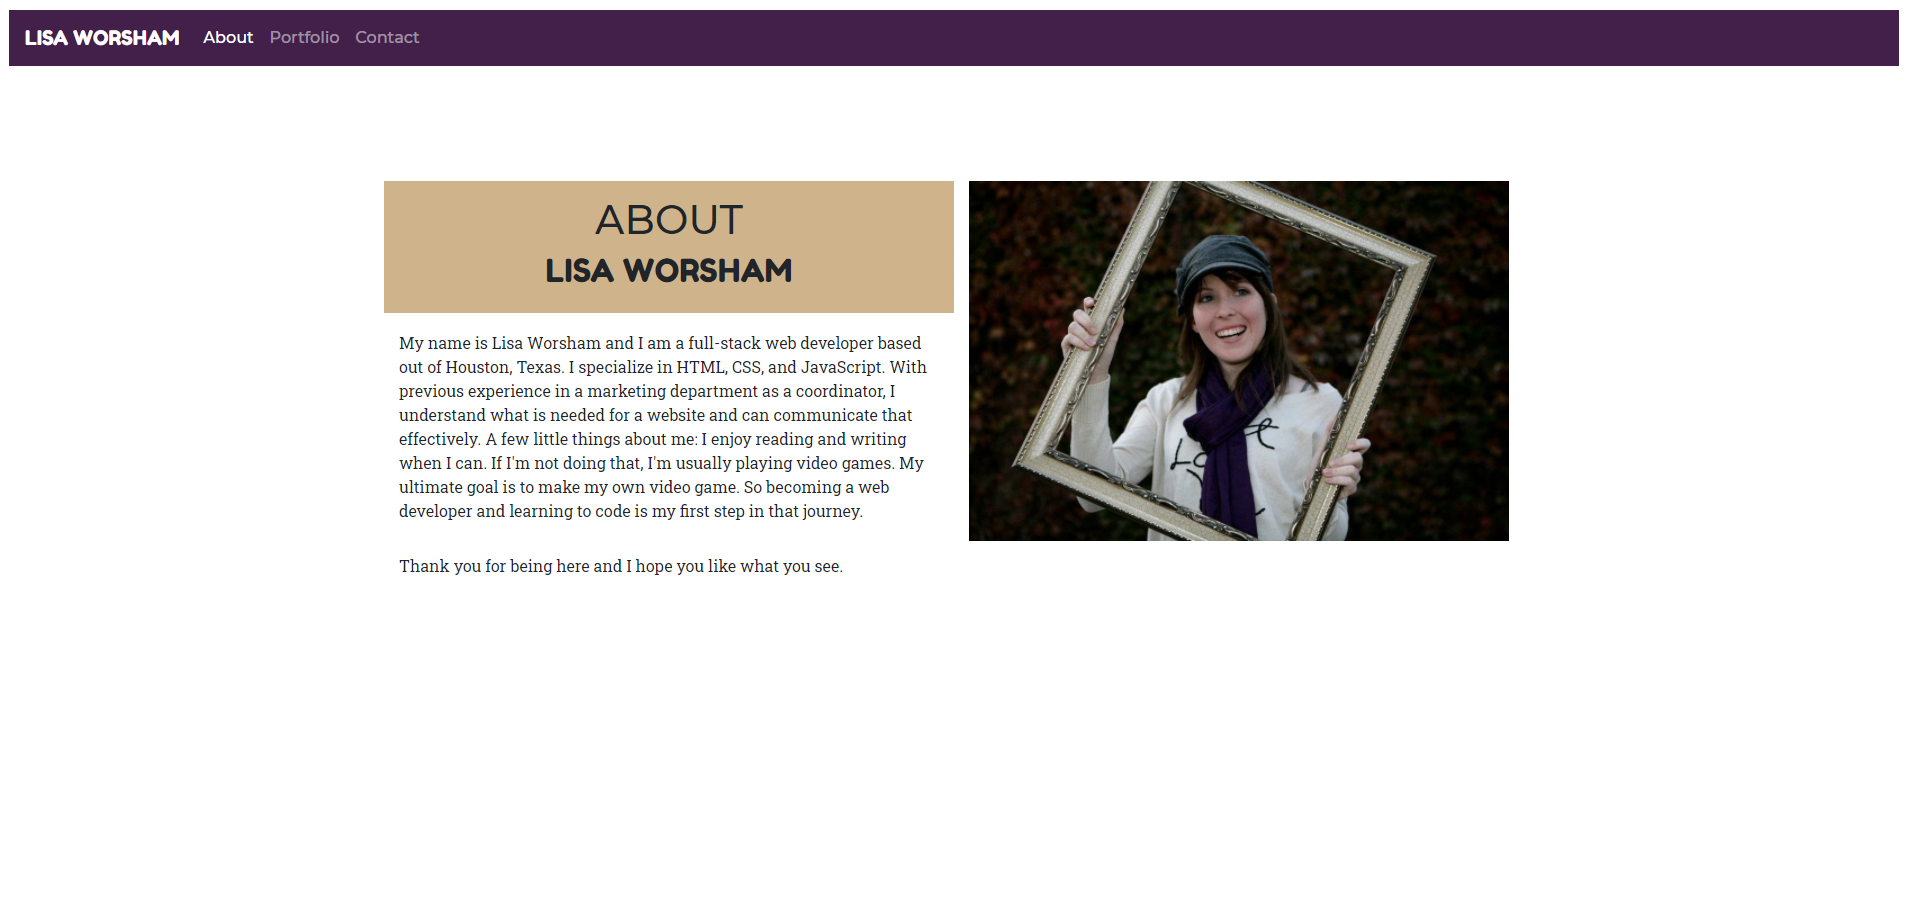 LISA WORSHAM About Portfolio Contact
ABOUT
LISA WORSHAM
My name is Lisa Worsham and I am a full-stack web developer based
out of Houston, Texas. I specialize in HTML, CSS, and JavaScript. With
previous experience in a marketing department as a coordinator, I
understand what is needed for a website and can communicate that
effectively. A few little things about me: I enjoy reading and writing
when I can. If I'm not doing that, I'm usually playing video games. My
ultimate goal is to make my own video game. So becoming a web
developer and learning to code is my first step in that journey.
Thank you for being here and I hope you like what you see.